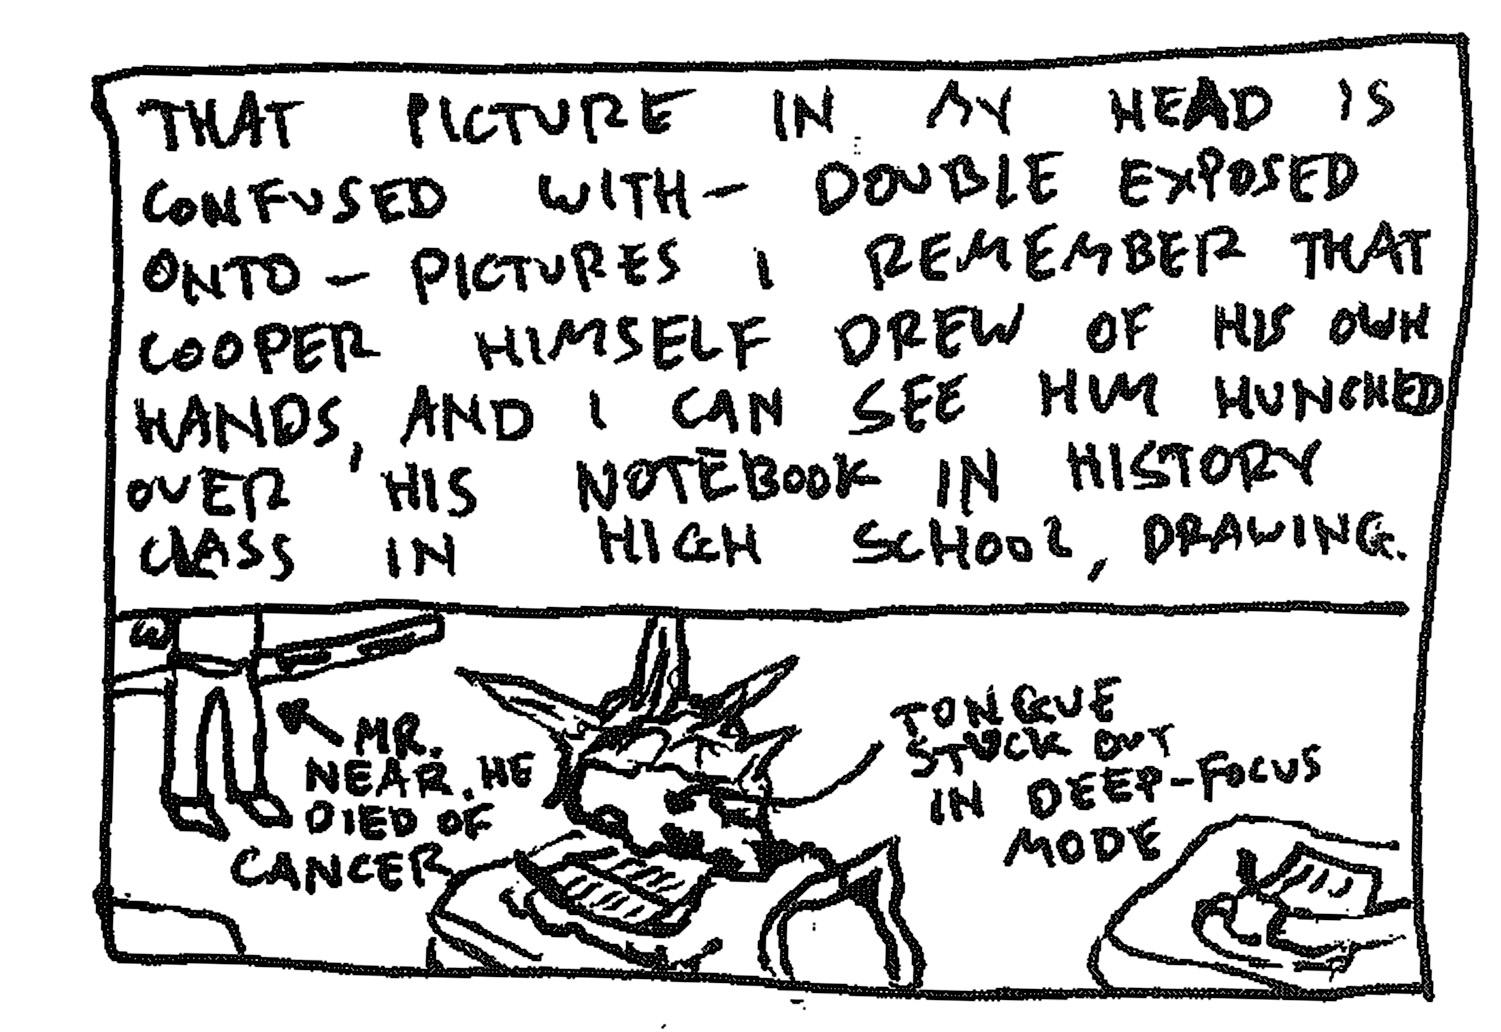 THAT PICTURE IN MY HEAD IS
CONFUSED WITH— DOUBLE EXPOSED
ONTO— PICTURES I REMEMBER THAT
COOPER HIMSELF DREW OF HIS OWN
HANDS, AND I CAN SEE HIM HUNCHED
OVER HIS NOTEBOOK IN HISTORY
CLASS IN HIGH SCHOOL, DRAWING.
MR.
NEAR. HE
DIED OF
CANCER
TONGUE
STUCK OUT
IN DEEP-FOCUS
MODE